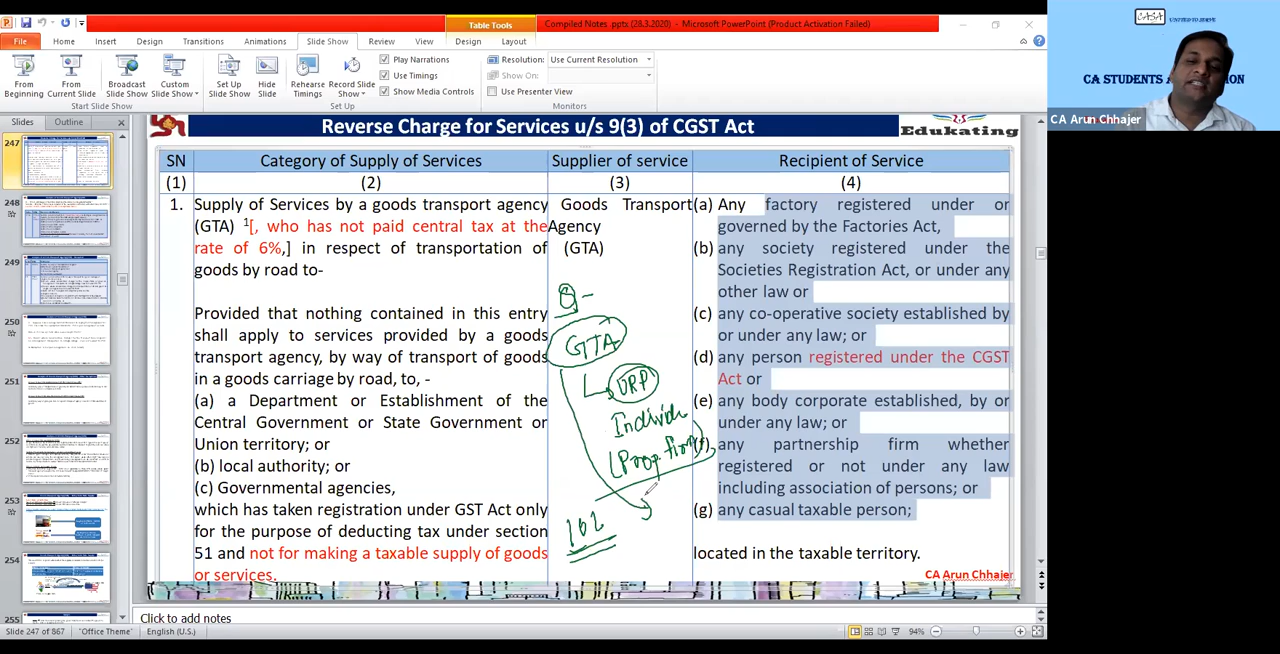 Table Tools
Compiled Notes .pptx (28.3.2020) - Microsoft PowerPoint (Product Activation Failed)
File Home Insert Design Transitions Animations Slide Show Review View Design Layout
From Beginning
From Current Slide
Broadcast Slide Show
Custom Slide Show
Start Slide Show
Set Up Slide Show
Hide Slide
Rehearse Timings
Record Slide Show
Play Narrations
Use Timings
Show Media Controls
Set Up
Resolution: Use Current Resolution
Show On:
Use Presenter View
Monitors
Slides Outline
247
248
249
250
251
252
253
254
255
Reverse Charge for Services u/s 9(3) of CGST Act
Edukating
SN Category of Supply of Services Supplier of service Recipient of Service
(1) (2) (3) (4)
1. Supply of Services by a goods transport agency
(GTA) 1[, who has not paid central tax at the
rate of 6%,] in respect of transportation of
goods by road to-
Provided that nothing contained in this entry
shall apply to services provided by a goods
transport agency, by way of transport of goods
in a goods carriage by road, to, -
(a) a Department or Establishment of the
Central Government or State Government or
Union territory; or
(b) local authority; or
(c) Governmental agencies,
which has taken registration under GST Act only
for the purpose of deducting tax under section
51 and not for making a taxable supply of goods
or services.
Goods Transport
Agency
(GTA)
Q-
GTA
URP
Individu
(Prop. firm)
(a) Any factory registered under or
governed by the Factories Act,
(b) any society registered under the
Societies Registration Act, or under any
other law or
(c) any co-operative society established by
or under any law; or
(d) any person registered under the CGST
Act or
(e) any body corporate established, by or
under any law; or
(f) any partnership firm whether
registered or not under any law
including association of persons; or
(g) any casual taxable person;
located in the taxable territory.
CA Arun Chhajer
Click to add notes
Slide 247 of 867 "Office Theme" English (U.S.) 94%
CASA
CA STUDENTS A
ION
CA Arun Chhajer